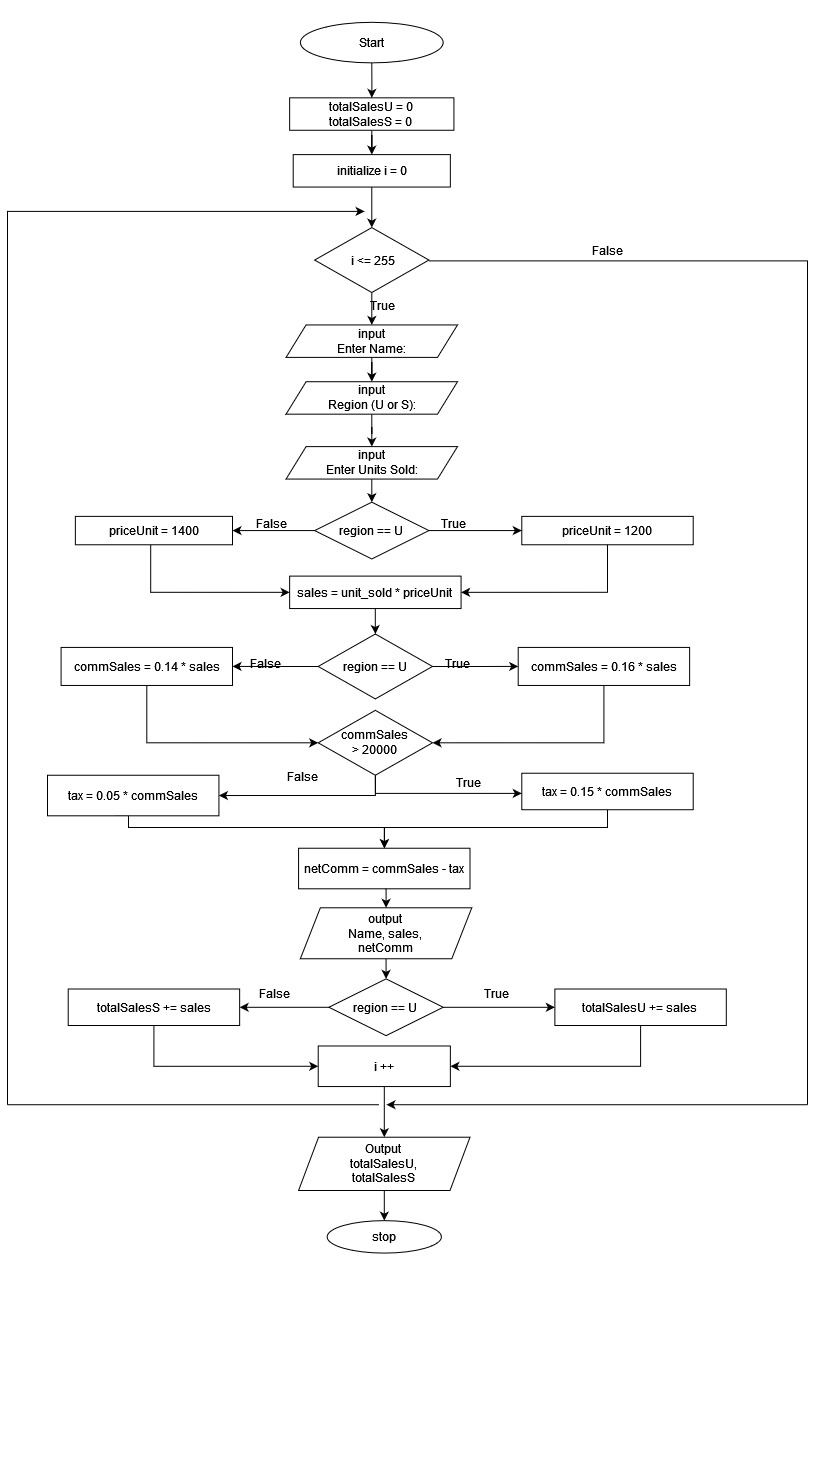 Start
totalSalesU = 0
totalSalesS = 0
initialize i = 0
i <= 255
False
True
input
Enter Name:
input
Region (U or S):
input
Enter Units Sold:
priceUnit = 1400
False
region == U
True
priceUnit = 1200
sales = unit_sold * priceUnit
commSales = 0.14 * sales
False
region == U
True
commSales = 0.16 * sales
commSales
> 20000
False
True
tax = 0.05 * commSales
tax = 0.15 * commSales
netComm = commSales - tax
output
Name, sales,
netComm
totalSalesS += sales
False
region == U
True
totalSalesU += sales
i ++
Output
totalSalesU,
totalSalesS
stop